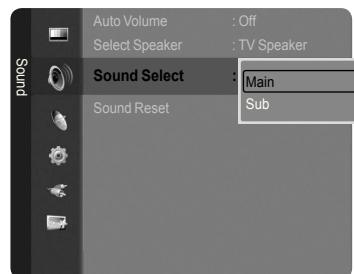 Sound
Auto Volume : Off
Select Speaker : TV Speaker
Sound Select : Main
Sub
Sound Reset